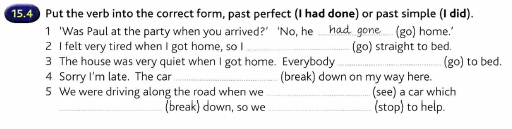 15.4 Put the verb into the correct form, past perfect (I had done) or past simple (I did).
1 'Was Paul at the party when you arrived?' 'No, he had gone (go) home.'
2 I felt very tired when I got home, so I ........ (go) straight to bed.
3 The house was very quiet when I got home. Everybody ........ (go) to bed.
4 Sorry I'm late. The car ........ (break) down on my way here.
5 We were driving along the road when we ........ (see) a car which
........ (break) down, so we ........ (stop) to help.